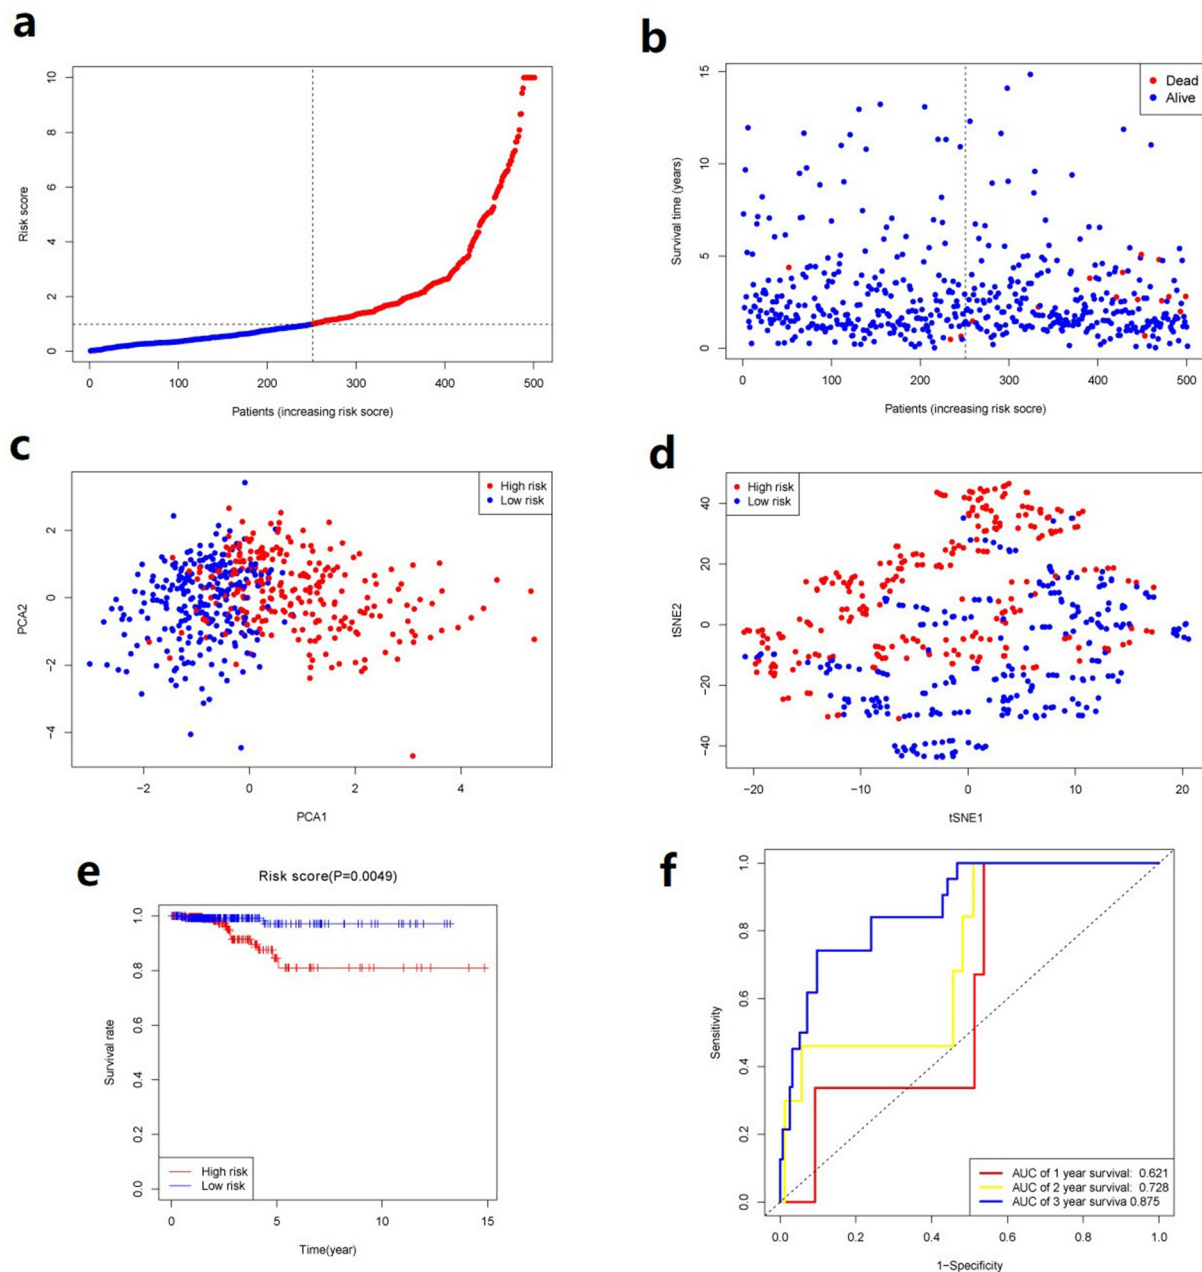 a
10
8
6
4
2
0
Risk score
0 100 200 300 400 500
Patients (increasing risk socre)
b
Dead
Alive
15
10
5
0
Survival time (years)
0 100 200 300 400 500
Patients (increasing risk socre)
c
High risk
Low risk
2
0
−2
−4
PCA2
−2 0 2 4
PCA1
d
High risk
Low risk
40
20
0
−20
−40
tSNE2
−20 −10 0 10 20
tSNE1
e
Risk score(P=0.0049)
1.0
0.8
0.6
0.4
0.2
0.0
Survival rate
High risk
Low risk
0 5 10 15
Time(year)
f
1.0
0.8
0.6
0.4
0.2
0.0
Sensitivity
AUC of 1 year survival: 0.621
AUC of 2 year survival: 0.728
AUC of 3 year surviva 0.875
0.0 0.2 0.4 0.6 0.8 1.0
1−Specificity